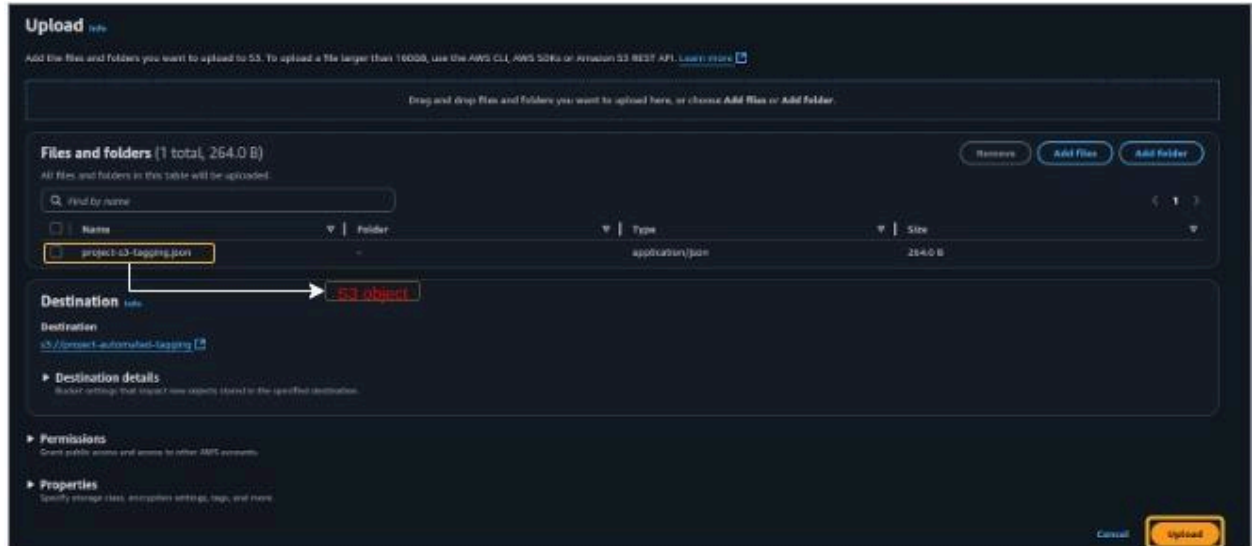 Upload Info
Add the files and folders you want to upload to S3. To upload a file larger than 160GB, use the AWS CLI, AWS SDKs or Amazon S3 REST API. Learn more
Drag and drop files and folders you want to upload here, or choose Add files or Add folder.
Files and folders (1 total, 264.0 B)
Remove Add files Add folder
All files and folders in this table will be uploaded.
Find by name
1
Name Folder Type Size
project-s3-tagging.json - application/json 264.0 B
S3 object
Destination Info
Destination
s3://project-automated-tagging
Destination details
Bucket settings that impact new objects stored in the specified destination.
Permissions
Grant public access and access to other AWS accounts.
Properties
Specify storage class, encryption settings, tags, and more.
Cancel Upload